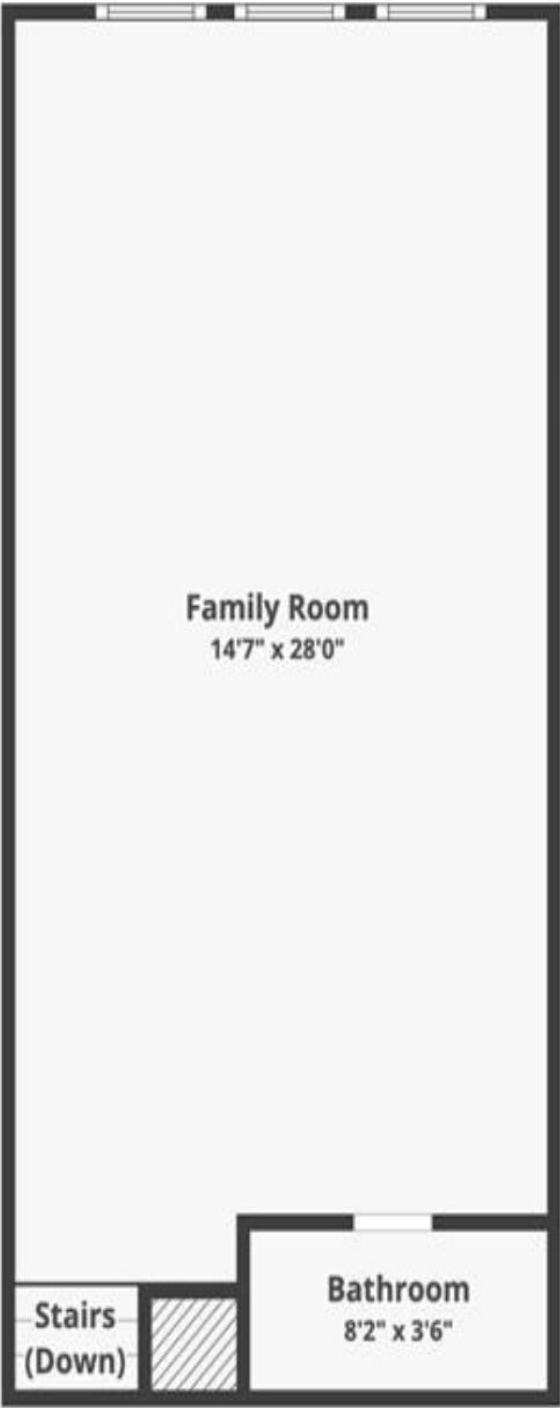 Family Room
14'7" x 28'0"
Bathroom
8'2" x 3'6"
Stairs
(Down)